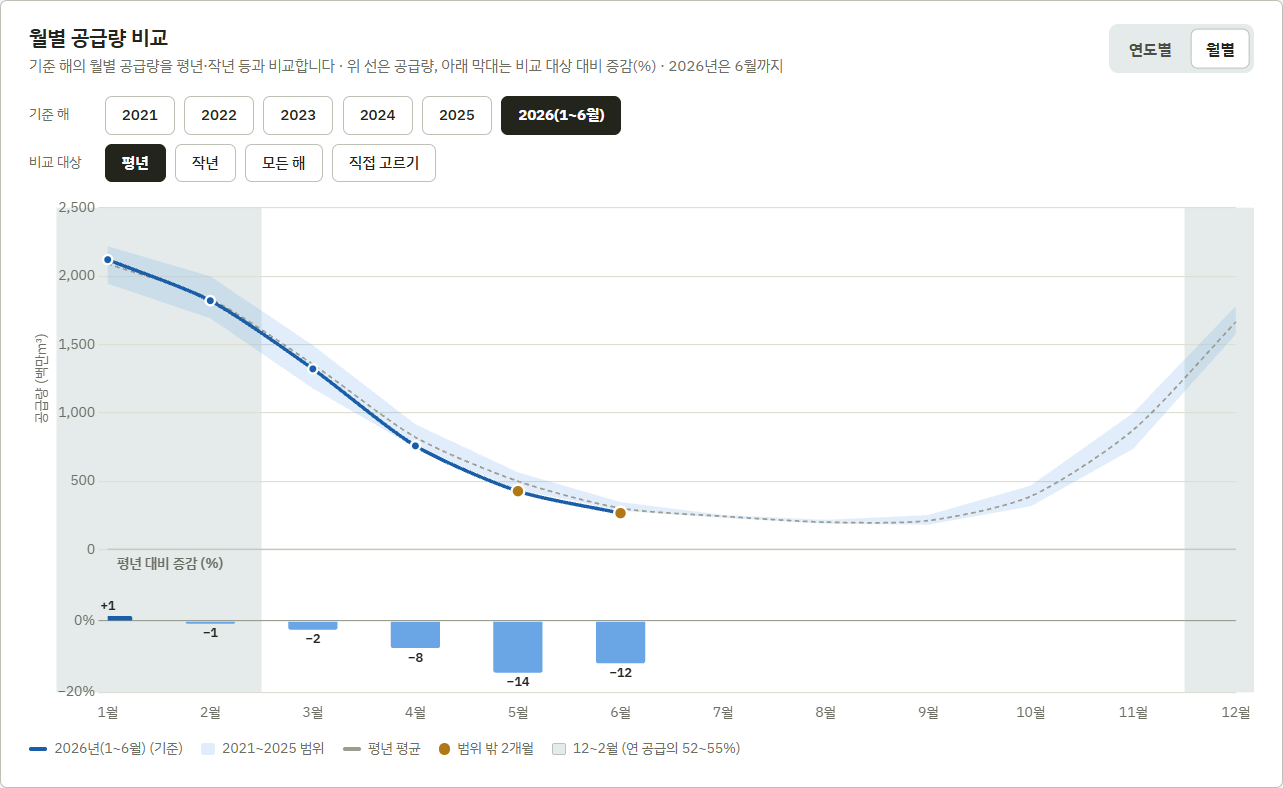 월별 공급량 비교
기준 해의 월별 공급량을 평년·작년 등과 비교합니다 · 위 선은 공급량, 아래 막대는 비교 대상 대비 증감(%) · 2026년은 6월까지
연도별 월별
기준 해 2021 2022 2023 2024 2025 2026(1~6월)
비교 대상 평년 작년 모든 해 직접 고르기
공급량 (백만m³)
2,500
2,000
1,500
1,000
500
0
평년 대비 증감 (%)
+1
0%
−1
−2
−8
−14
−12
−20%
1월 2월 3월 4월 5월 6월 7월 8월 9월 10월 11월 12월
2026년(1~6월) (기준) 2021~2025 범위 평년 평균 범위 밖 2개월 12~2월 (연 공급의 52~55%)